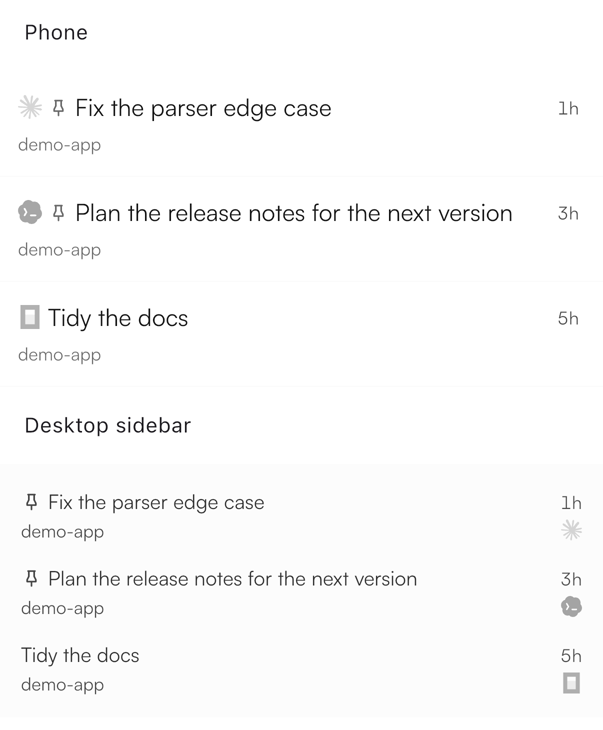 Phone
Fix the parser edge case 1h
demo-app
Plan the release notes for the next version 3h
demo-app
Tidy the docs 5h
demo-app
Desktop sidebar
Fix the parser edge case 1h
demo-app
Plan the release notes for the next version 3h
demo-app
Tidy the docs 5h
demo-app